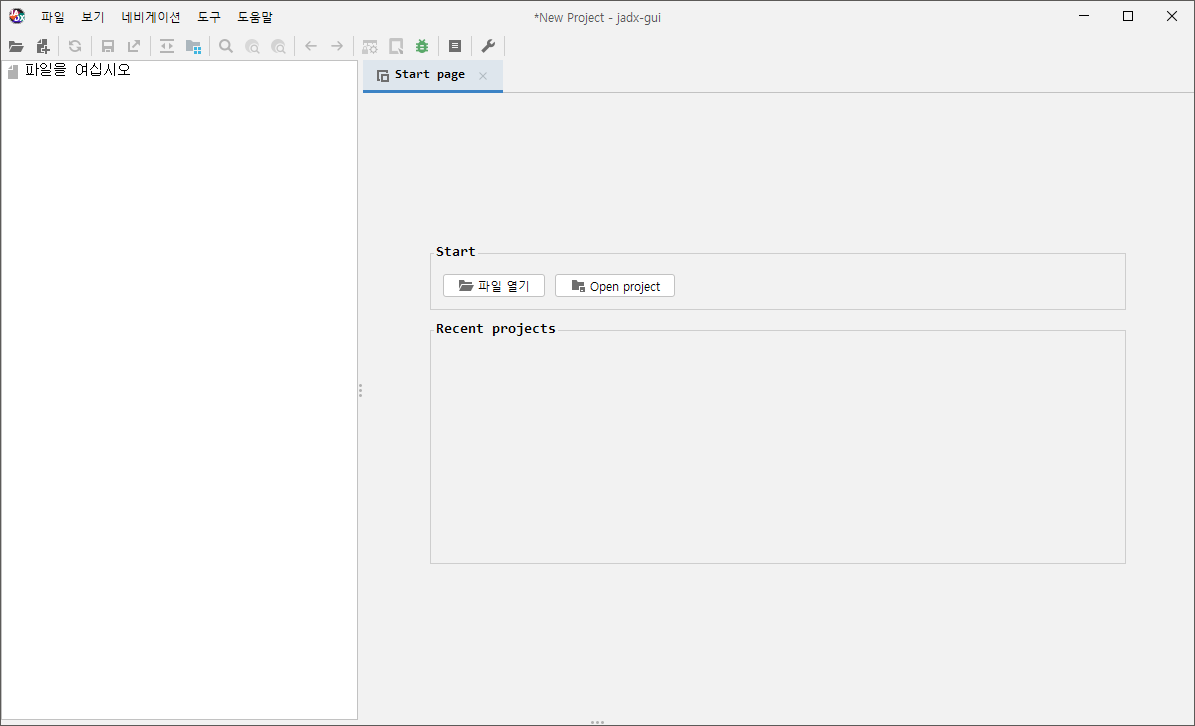 *New Project - jadx-gui
파일 보기 네비게이션 도구 도움말
파일을 여십시오
Start page
Start
파일 열기 Open project
Recent projects